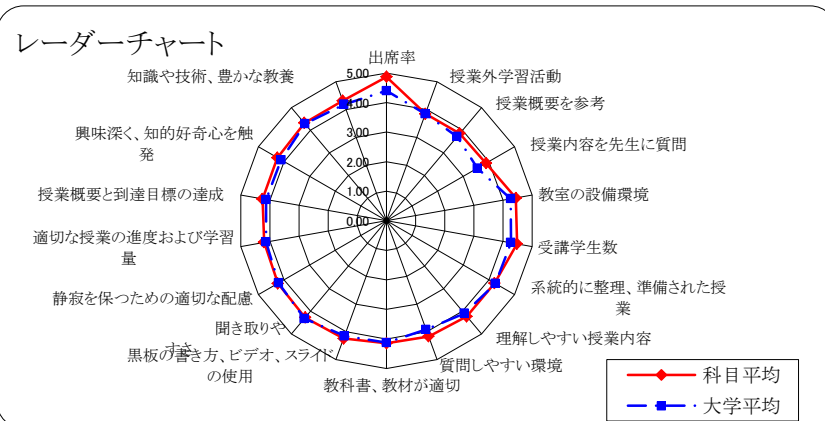 レーダーチャート
出席率
授業外学習活動
授業概要を参考
授業内容を先生に質問
教室の設備環境
受講学生数
系統的に整理、準備された授
業
理解しやすい授業内容
質問しやすい環境
教科書、教材が適切
黒板の書き方、ビデオ、スライド
の使用
聞き取りや
すさ
静寂を保つための適切な配慮
適切な授業の進度および学習
量
授業概要と到達目標の達成
興味深く、知的好奇心を触
発
知識や技術、豊かな教養
5.00
4.00
3.00
2.00
1.00
0.00
科目平均
大学平均